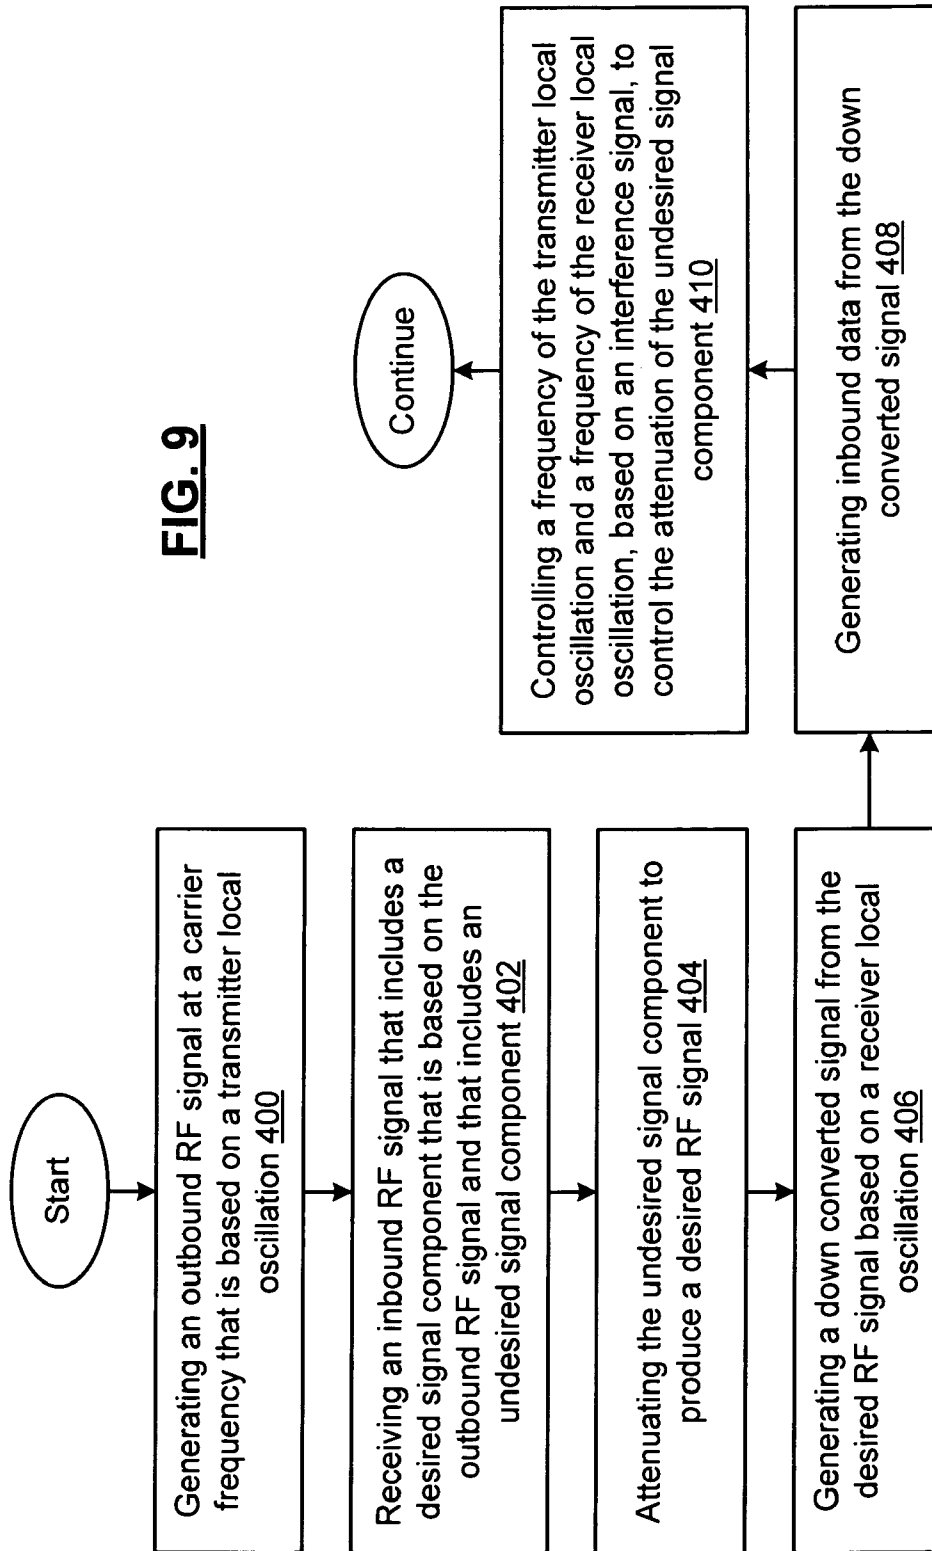 FIG. 9
Start
Generating an outbound RF signal at a carrier
frequency that is based on a transmitter local
oscillation 400
Receiving an inbound RF signal that includes a
desired signal component that is based on the
outbound RF signal and that includes an
undesired signal component 402
Attenuating the undesired signal component to
produce a desired RF signal 404
Generating a down converted signal from the
desired RF signal based on a receiver local
oscillation 406
Generating inbound data from the down
converted signal 408
Controlling a frequency of the transmitter local
oscillation and a frequency of the receiver local
oscillation, based on an interference signal, to
control the attenuation of the undesired signal
component 410
Continue